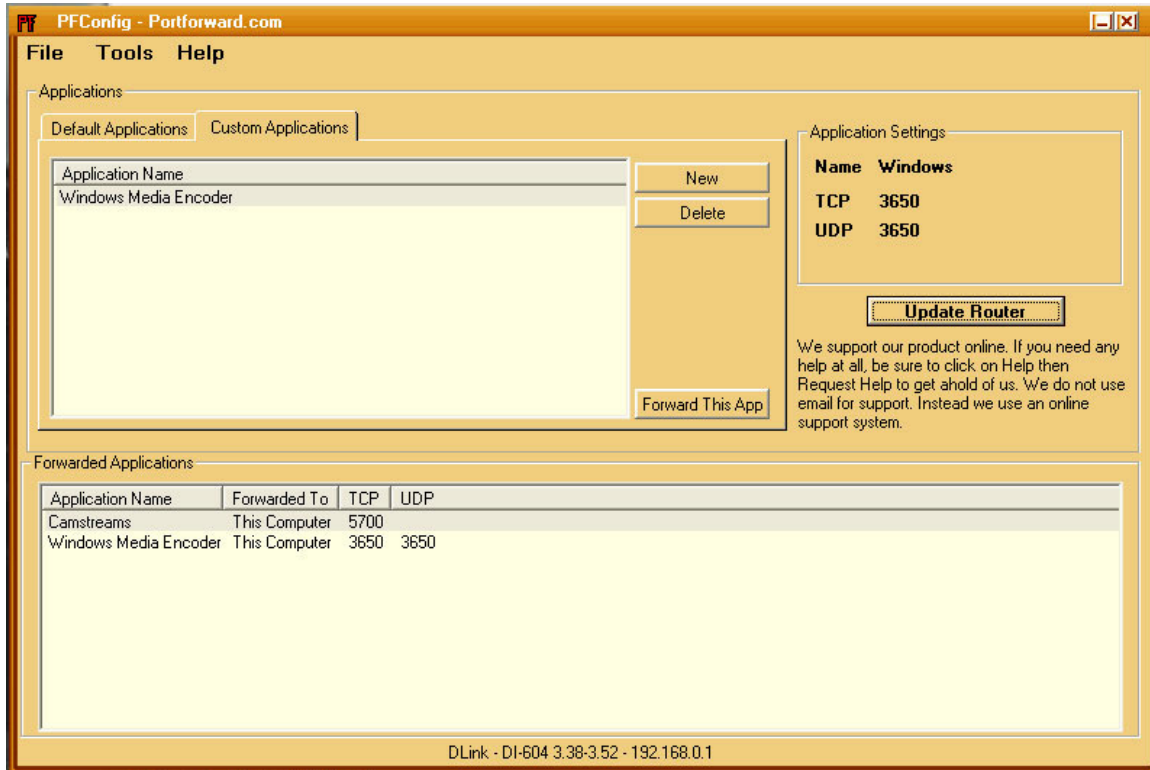 PF PFConfig - Portforward.com
File Tools Help
Applications
Default Applications Custom Applications
Application Name
Windows Media Encoder
New
Delete
Forward This App
Application Settings
Name Windows
TCP 3650
UDP 3650
Update Router
We support our product online. If you need any
help at all, be sure to click on Help then
Request Help to get ahold of us. We do not use
email for support. Instead we use an online
support system.
Forwarded Applications
Application Name Forwarded To TCP UDP
Camstreams This Computer 5700
Windows Media Encoder This Computer 3650 3650
DLink - DI-604 3.38-3.52 - 192.168.0.1